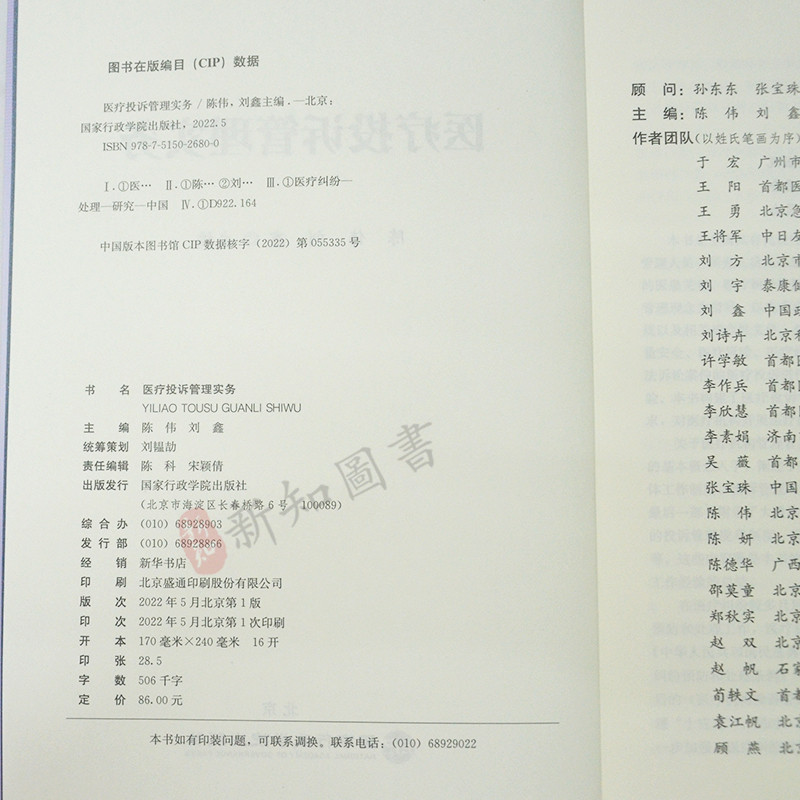 图书在版编目（CIP）数据
医疗投诉管理实务 / 陈伟，刘鑫主编．—北京：
国家行政学院出版社，2022.5
ISBN 978-7-5150-2680-0
Ⅰ.①医… Ⅱ.①陈… ②刘… Ⅲ.①医疗纠纷—
处理—研究—中国 Ⅳ.①D922.164
中国版本图书馆 CIP 数据核字（2022）第 055335 号
书 名 医疗投诉管理实务
YILIAO TOUSU GUANLI SHIWU
主 编 陈 伟 刘 鑫
统筹策划 刘韫劼
责任编辑 陈 科 宋颖倩
出版发行 国家行政学院出版社
（北京市海淀区长春桥路 6 号 100089）
综 合 办 （010）68928903
发 行 部 （010）68928866
经 销 新华书店
印 刷 北京盛通印刷股份有限公司
版 次 2022 年 5 月北京第 1 版
印 次 2022 年 5 月北京第 1 次印刷
开 本 170 毫米×240 毫米 16 开
印 张 28.5
字 数 506 千字
定 价 86.00 元
本书如有印装问题，可联系调换。联系电话：（010）68929022
新知圖書
顾 问：孙东东 张宝珠
主 编：陈 伟 刘 鑫
作者团队（以姓氏笔画为序）
于 宏 广州市
王 阳 首都医
王 勇 北京急
王将军 中日友
刘 方 北京市
刘 宇 泰康健
刘 鑫 中国政
刘诗卉 北京
许学敏 首都医
李作兵 首都医
李欣慧 首都医
李素娟 济南
吴 薇 首都
张宝珠 中国
陈 伟 北京
陈 妍 北京
陈德华 广西
邵莫童 北京
郑秋实 北京
赵 双 北京
赵 帆 石家
荀轶文 首都
袁江帆 北京
顾 燕 北京